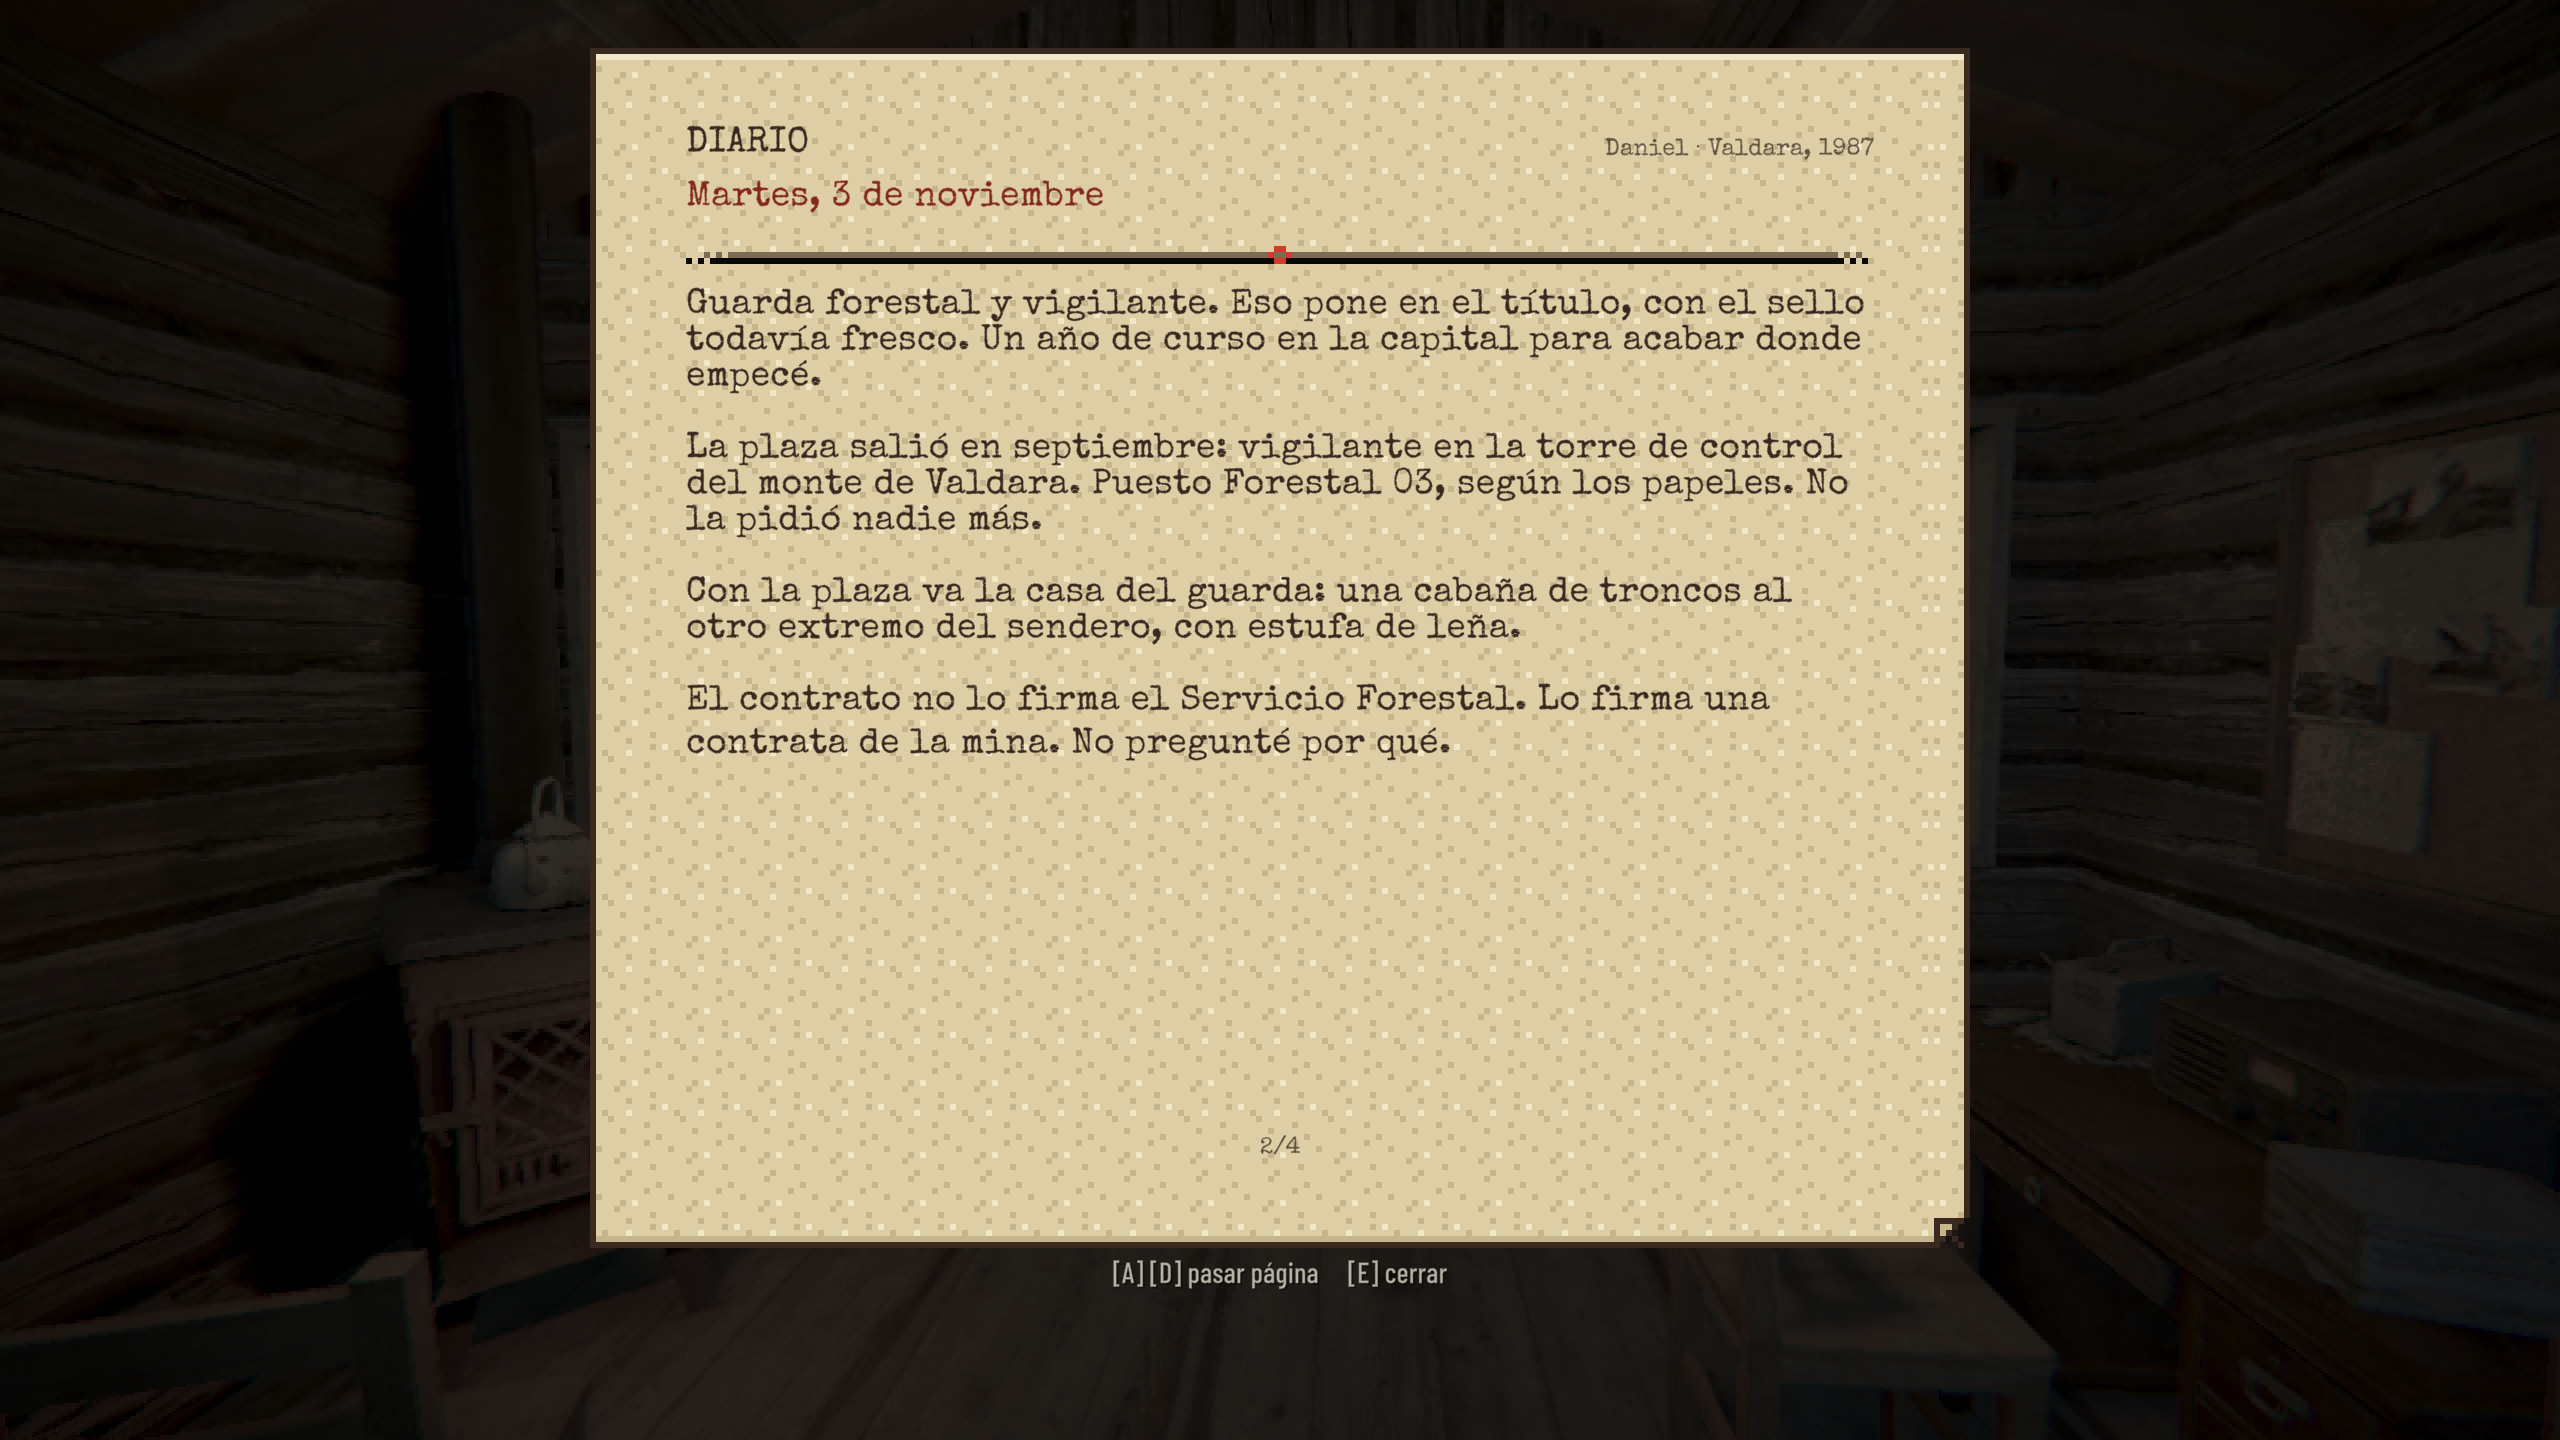 DIARIO
Daniel · Valdara, 1987
Martes, 3 de noviembre
Guarda forestal y vigilante. Eso pone en el título, con el sello
todavía fresco. Un año de curso en la capital para acabar donde
empecé.
La plaza salió en septiembre: vigilante en la torre de control
del monte de Valdara. Puesto Forestal 03, según los papeles. No
la pidió nadie más.
Con la plaza va la casa del guarda: una cabaña de troncos al
otro extremo del sendero, con estufa de leña.
El contrato no lo firma el Servicio Forestal. Lo firma una
contrata de la mina. No pregunté por qué.
2/4
[A][D] pasar página [E] cerrar